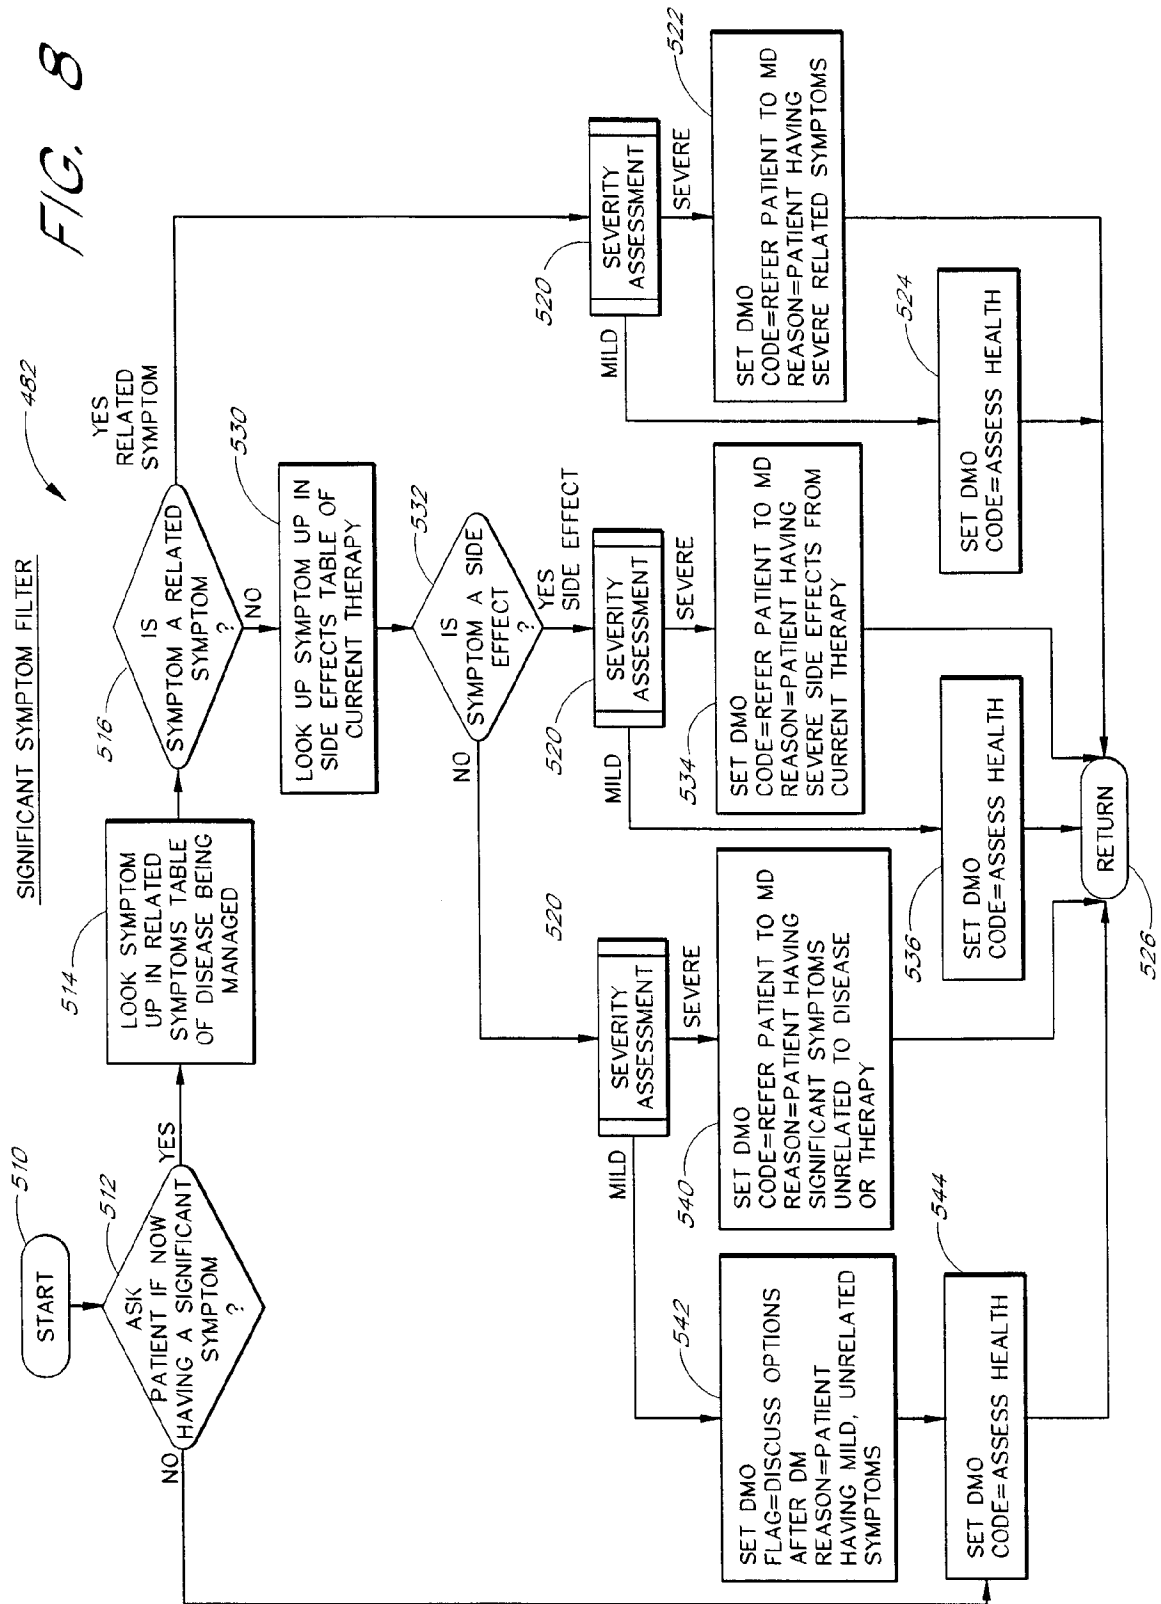 SIGNIFICANT SYMPTOM FILTER
482
FIG. 8
START
510
ASK
PATIENT IF NOW
HAVING A SIGNIFICANT
SYMPTOM
?
512
YES
NO
514
LOOK SYMPTOM
UP IN RELATED
SYMPTOMS TABLE
OF DISEASE BEING
MANAGED
516
IS
SYMPTOM A RELATED
SYMPTOM
?
YES
RELATED
SYMPTOM
NO
530
LOOK UP SYMPTOM UP IN
SIDE EFFECTS TABLE OF
CURRENT THERAPY
532
IS
SYMPTOM A SIDE
EFFECT
?
NO
YES
SIDE EFFECT
520
SEVERITY
ASSESSMENT
MILD
SEVERE
520
SEVERITY
ASSESSMENT
MILD
SEVERE
520
SEVERITY
ASSESSMENT
MILD
SEVERE
542
SET DMO
FLAG=DISCUSS OPTIONS
AFTER DM
REASON=PATIENT
HAVING MILD, UNRELATED
SYMPTOMS
540
SET DMO
CODE=REFER PATIENT TO MD
REASON=PATIENT HAVING
SIGNIFICANT SYMPTOMS
UNRELATED TO DISEASE
OR THERAPY
534
SET DMO
CODE=REFER PATIENT TO MD
REASON=PATIENT HAVING
SEVERE SIDE EFFECTS FROM
CURRENT THERAPY
522
SET DMO
CODE=REFER PATIENT TO MD
REASON=PATIENT HAVING
SEVERE RELATED SYMPTOMS
544
SET DMO
CODE=ASSESS HEALTH
536
SET DMO
CODE=ASSESS HEALTH
524
SET DMO
CODE=ASSESS HEALTH
RETURN
526